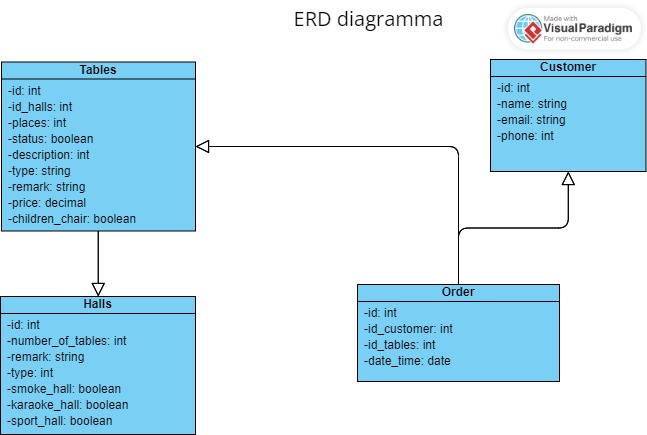 ERD diagramma
Made with
VisualParadigm
For non-commercial use
Tables
-id: int
-id_halls: int
-places: int
-status: boolean
-description: int
-type: string
-remark: string
-price: decimal
-children_chair: boolean
Customer
-id: int
-name: string
-email: string
-phone: int
Halls
-id: int
-number_of_tables: int
-remark: string
-type: int
-smoke_hall: boolean
-karaoke_hall: boolean
-sport_hall: boolean
Order
-id: int
-id_customer: int
-id_tables: int
-date_time: date